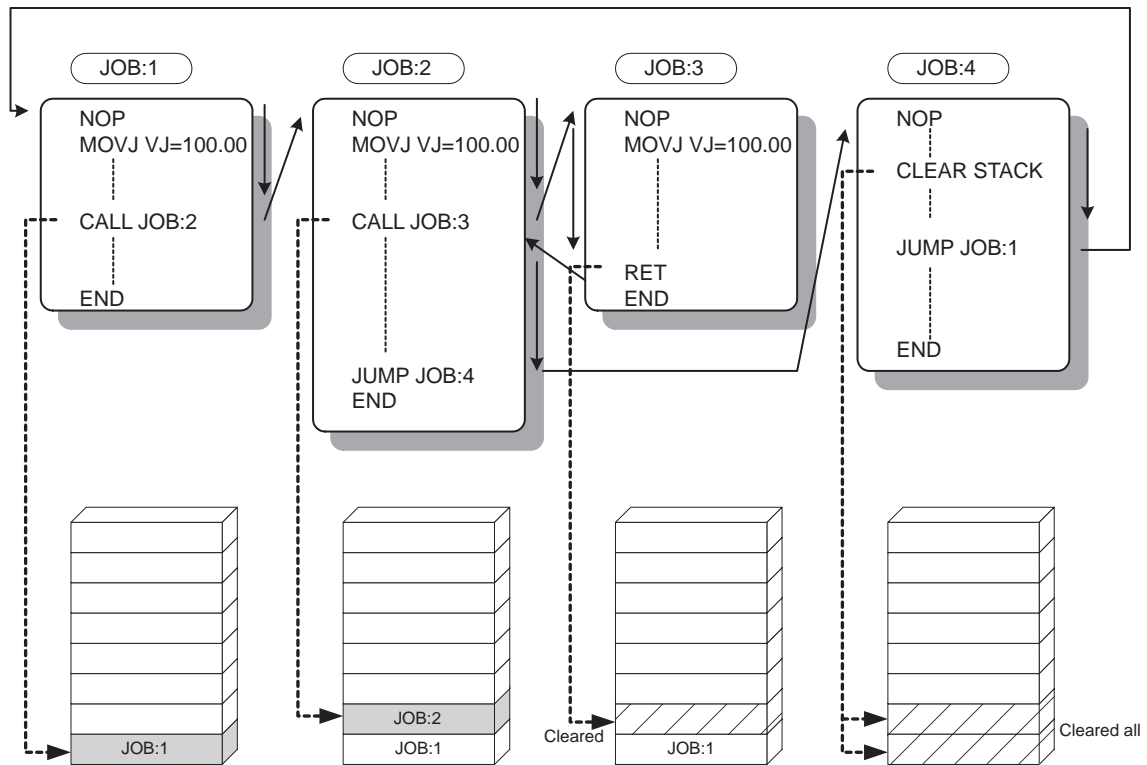 JOB:1
NOP
MOVJ VJ=100.00
CALL JOB:2
END
JOB:2
NOP
MOVJ VJ=100.00
CALL JOB:3
JUMP JOB:4
END
JOB:3
NOP
MOVJ VJ=100.00
RET
END
JOB:4
NOP
CLEAR STACK
JUMP JOB:1
END
JOB:1
JOB:2
JOB:1
Cleared
JOB:1
Cleared all